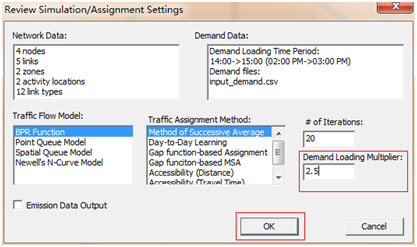 Review Simulation/Assignment Settings
Network Data:
4 nodes
5 links
2 zones
2 activity locations
12 link types
Demand Data:
Demand Loading Time Period:
14:00->15:00 (02:00 PM->03:00 PM)
Demand files:
input_demand.csv
Traffic Flow Model:
BPR Function
Point Queue Model
Spatial Queue Model
Newell's N-Curve Model
Traffic Assignment Method:
Method of Successive Average
Day-to-Day Learning
Gap function-based Assignment
Gap funciton-based MSA
Accessibility (Distance)
Accessibility (Travel Time)
# of Iterations:
20
Demand Loading Multiplier:
2.5
Emission Data Output
OK
Cancel